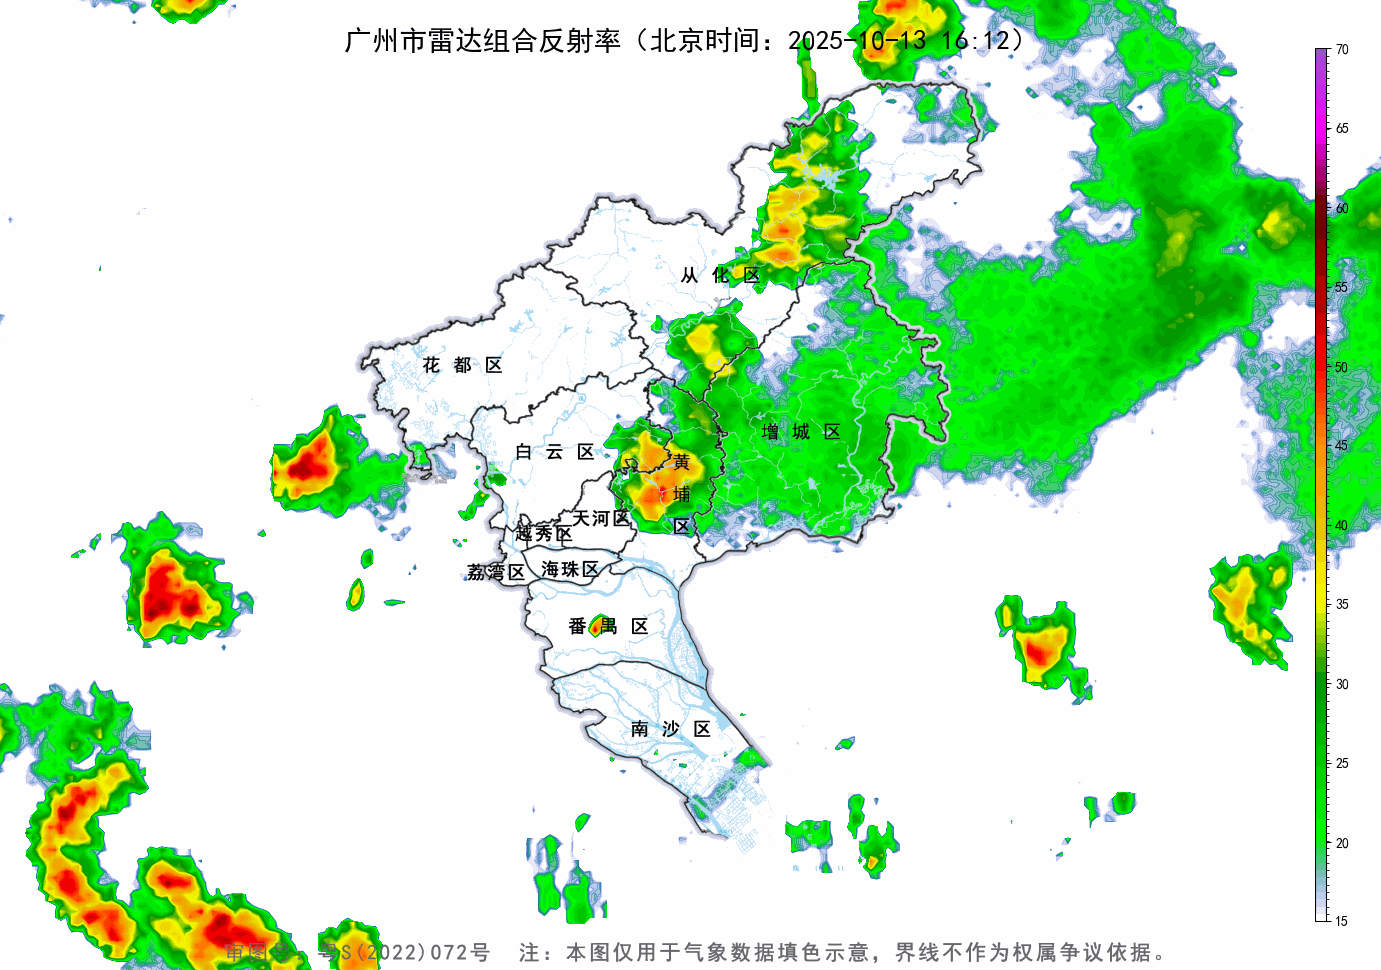 广州市雷达组合反射率（北京时间：2025-10-13 16:12）
70
65
60
55
50
45
40
35
30
25
20
15
从化区
花都区
增城区
白云区
黄埔区
天河区
越秀区
海珠区
荔湾区
番禺区
南沙区
审图号：粤S(2022)072号 注：本图仅用于气象数据填色示意，界线不作为权属争议依据。